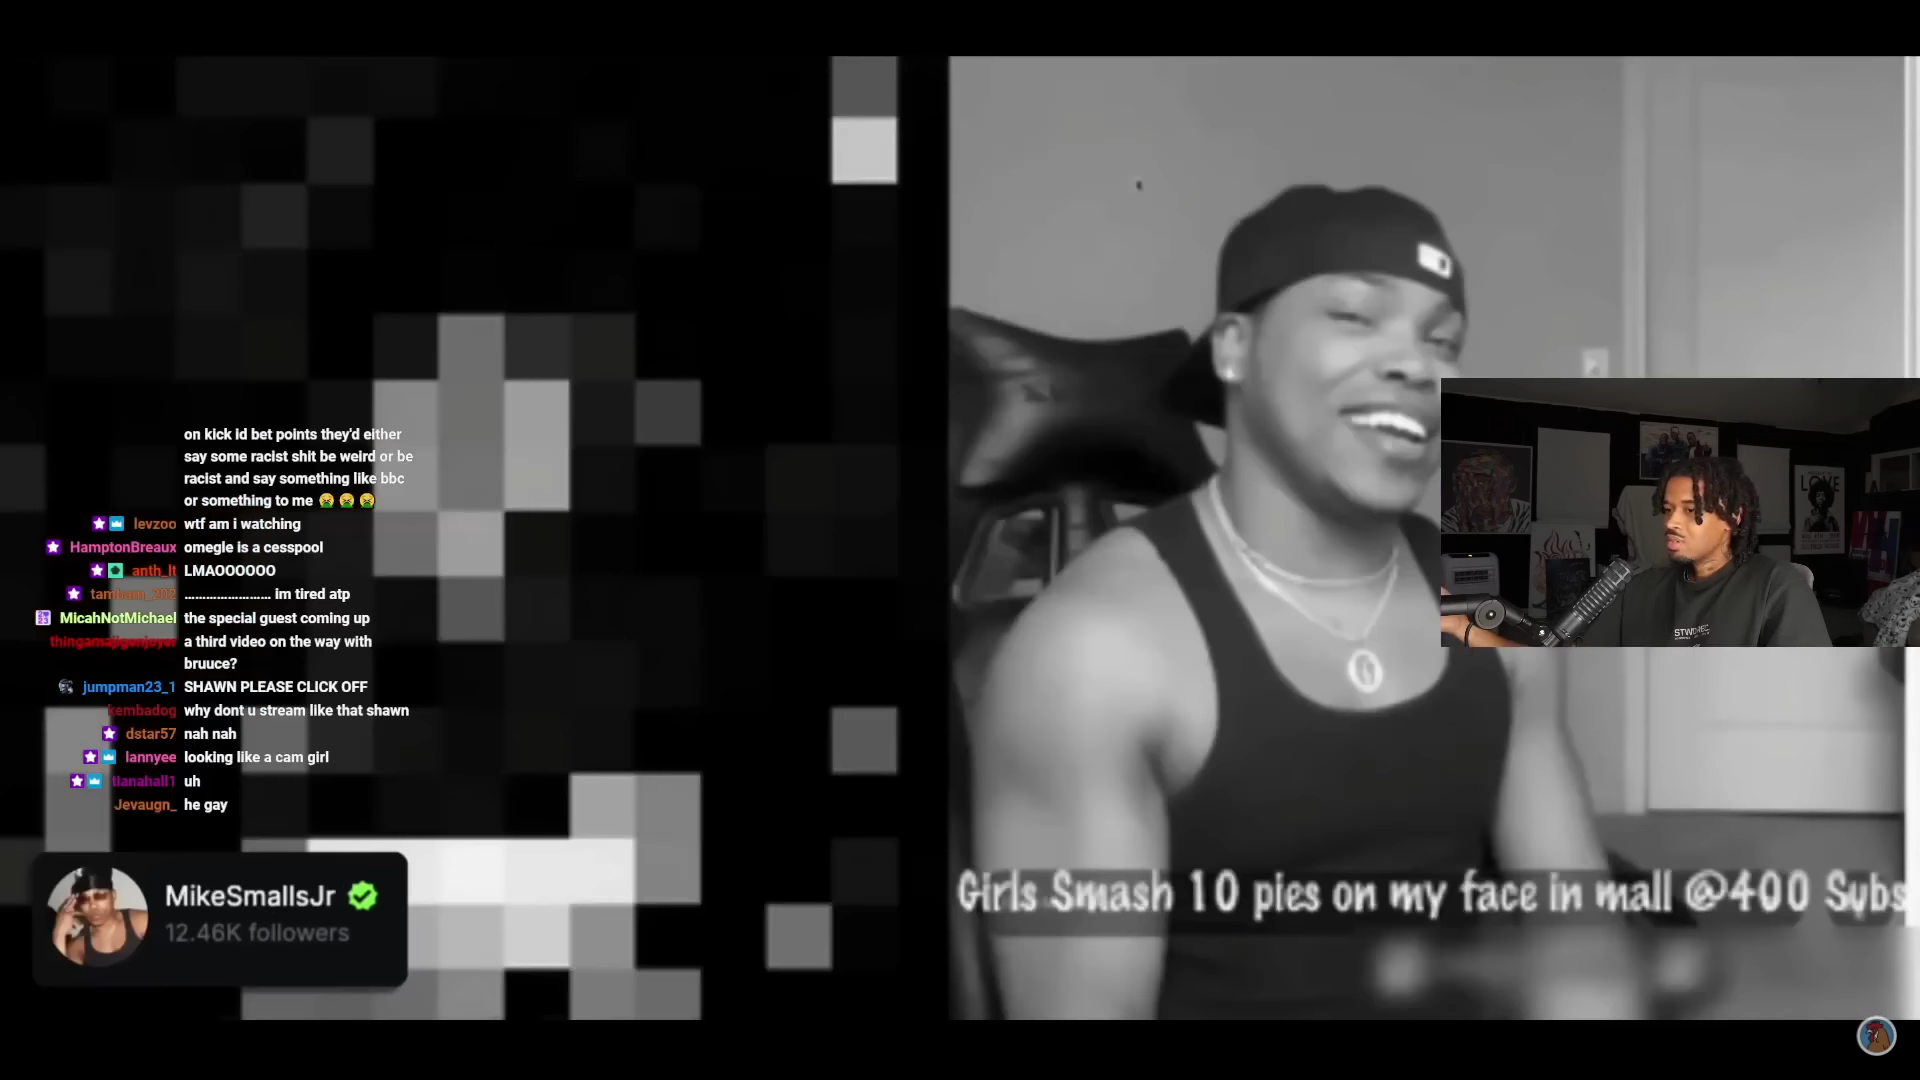 on kick id bet points they'd either
say some racist shit be weird or be
racist and say something like bbc
or something to me 🤮 🤮 🤮
levzoo wtf am i watching
HamptonBreaux omegle is a cesspool
anth_lt LMAOOOOOO
........................ im tired atp
MicahNotMichael the special guest coming up
thingamajigenjoyer a third video on the way with
bruuce?
jumpman23_1 SHAWN PLEASE CLICK OFF
kembadog why dont u stream like that shawn
dstar57 nah nah
lannyee looking like a cam girl
tianahall1 uh
Jevaugn_ he gay
MikeSmallsJr
12.46K followers
Girls Smash 10 pies on my face in mall @400 Subs
LOVE